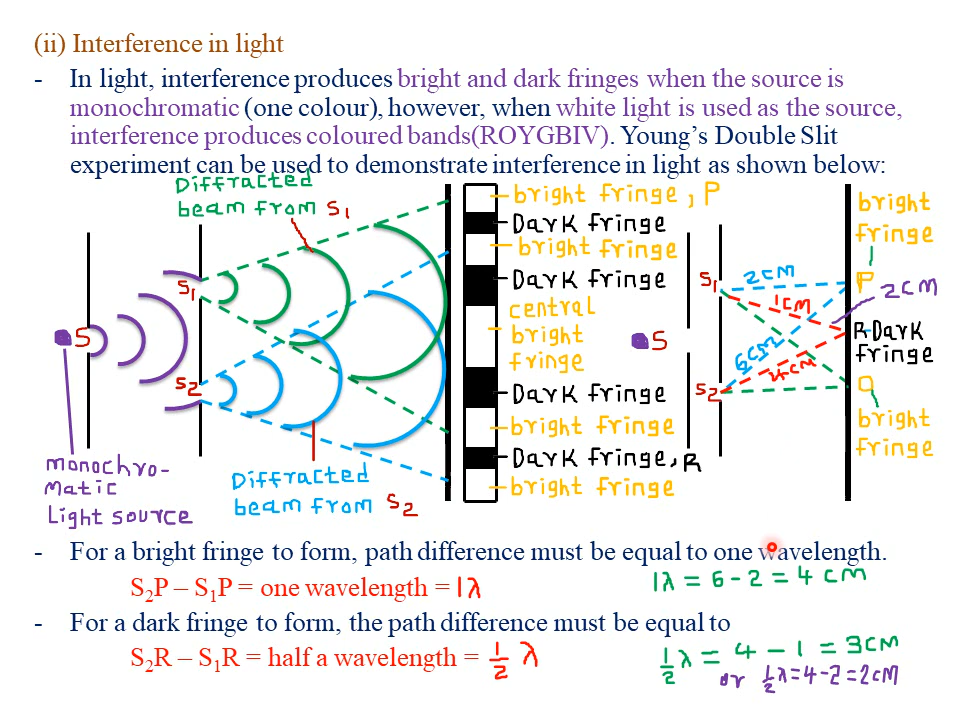 (ii) Interference in light
- In light, interference produces bright and dark fringes when the source is
monochromatic (one colour), however, when white light is used as the source,
interference produces coloured bands(ROYGBIV). Young's Double Slit
experiment can be used to demonstrate interference in light as shown below:
Diffracted
beam from S1
S
S1
S2
monochro-
matic
Light source
Diffracted
beam from S2
bright fringe, P
Dark fringe
bright fringe
Dark fringe
central
bright
fringe
Dark fringe
bright fringe
Dark fringe, R
bright fringe
S
S1
S2
2cm
1cm
6cm
4cm
bright
fringe
P
2cm
R-Dark
fringe
Q
bright
fringe
- For a bright fringe to form, path difference must be equal to one wavelength.
S₂P – S₁P = one wavelength = 1λ
1λ = 6 - 2 = 4 cm
- For a dark fringe to form, the path difference must be equal to
S₂R – S₁R = half a wavelength = 1/2 λ
1/2 λ = 4 - 1 = 3cm
or 1/2 λ = 4-2 = 2cm